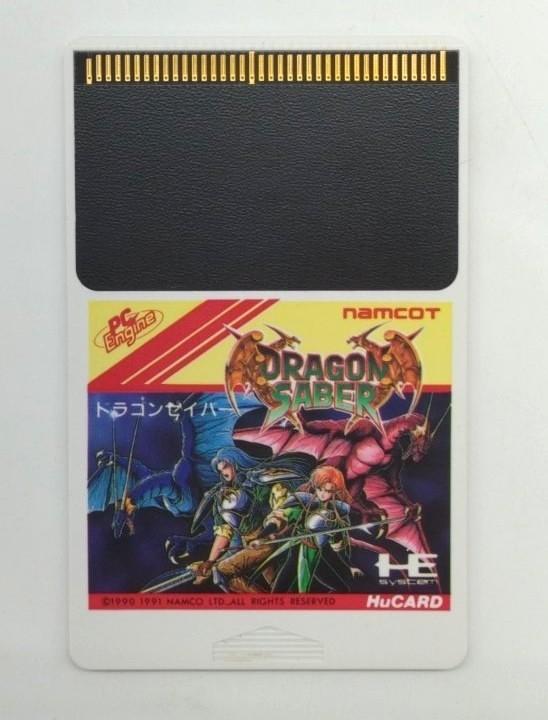 PC Engine
namcot
DRAGON
SABER
ドラゴンセイバー
HE
system
©1990 1991 NAMCO LTD., ALL RIGHTS RESERVED
HuCARD